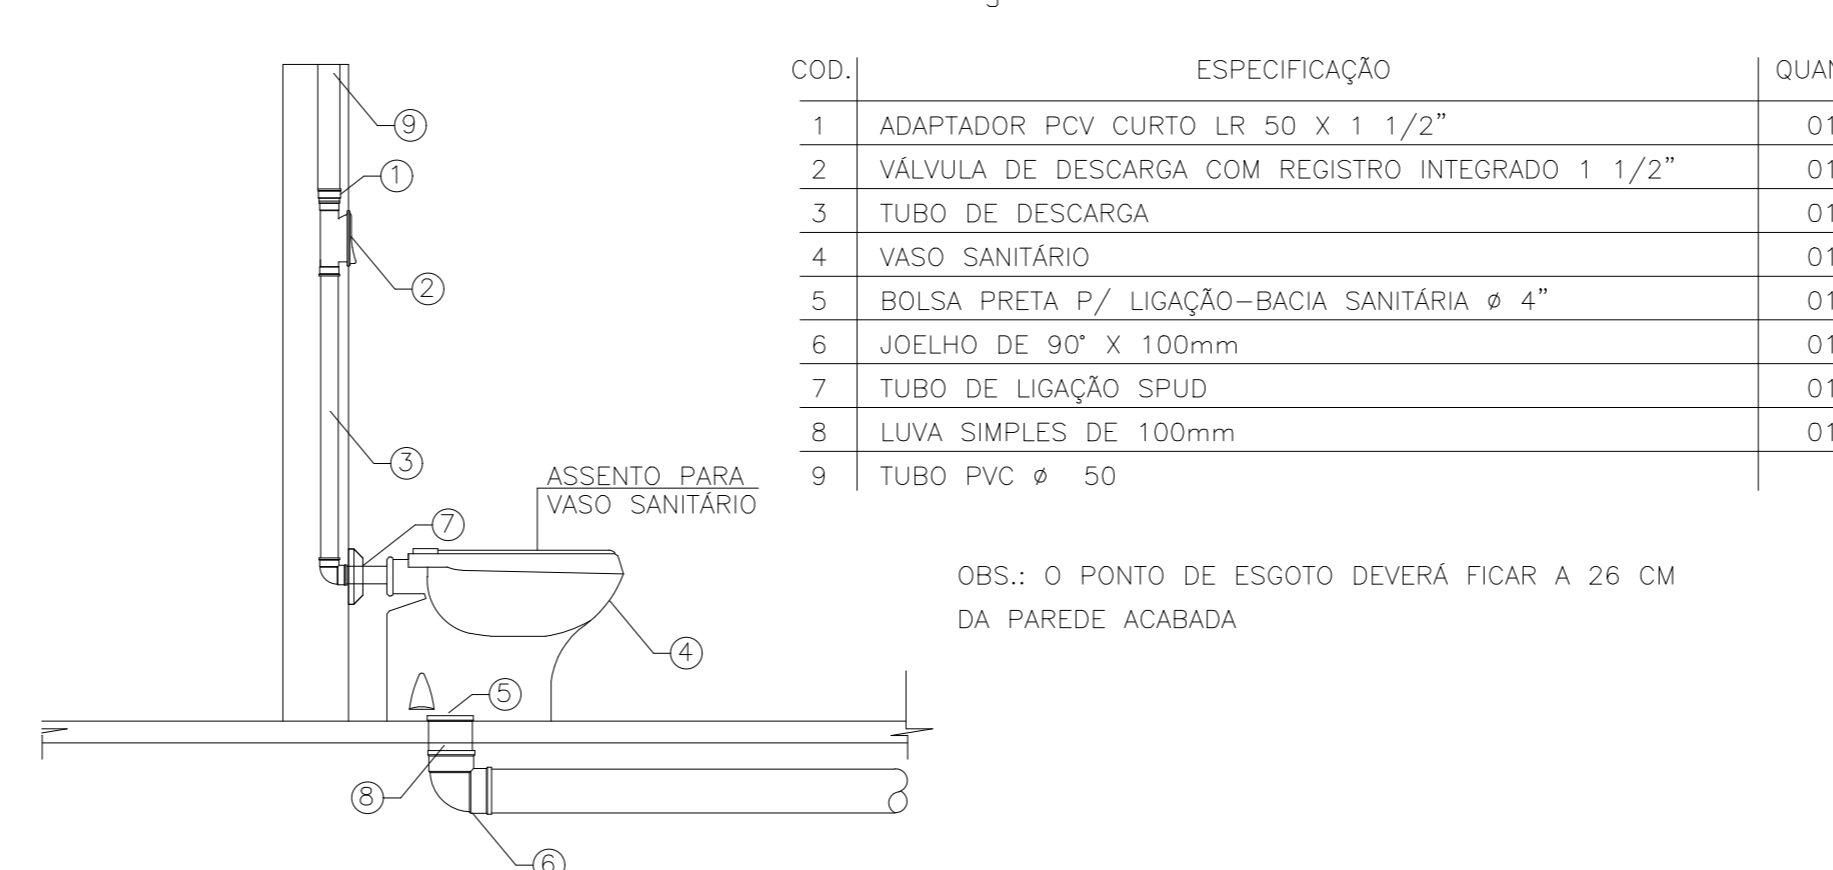 COD. ESPECIFICAÇÃO QUAN
1 ADAPTADOR PCV CURTO LR 50 X 1 1/2” 01
2 VÁLVULA DE DESCARGA COM REGISTRO INTEGRADO 1 1/2” 01
3 TUBO DE DESCARGA 01
4 VASO SANITÁRIO 01
5 BOLSA PRETA P/ LIGAÇÃO-BACIA SANITÁRIA ø 4” 01
6 JOELHO DE 90° X 100mm 01
7 TUBO DE LIGAÇÃO SPUD 01
8 LUVA SIMPLES DE 100mm 01
9 TUBO PVC ø 50
OBS.: O PONTO DE ESGOTO DEVERÁ FICAR A 26 CM
DA PAREDE ACABADA
9
1
2
3
ASSENTO PARA
VASO SANITÁRIO
7
4
5
8
6